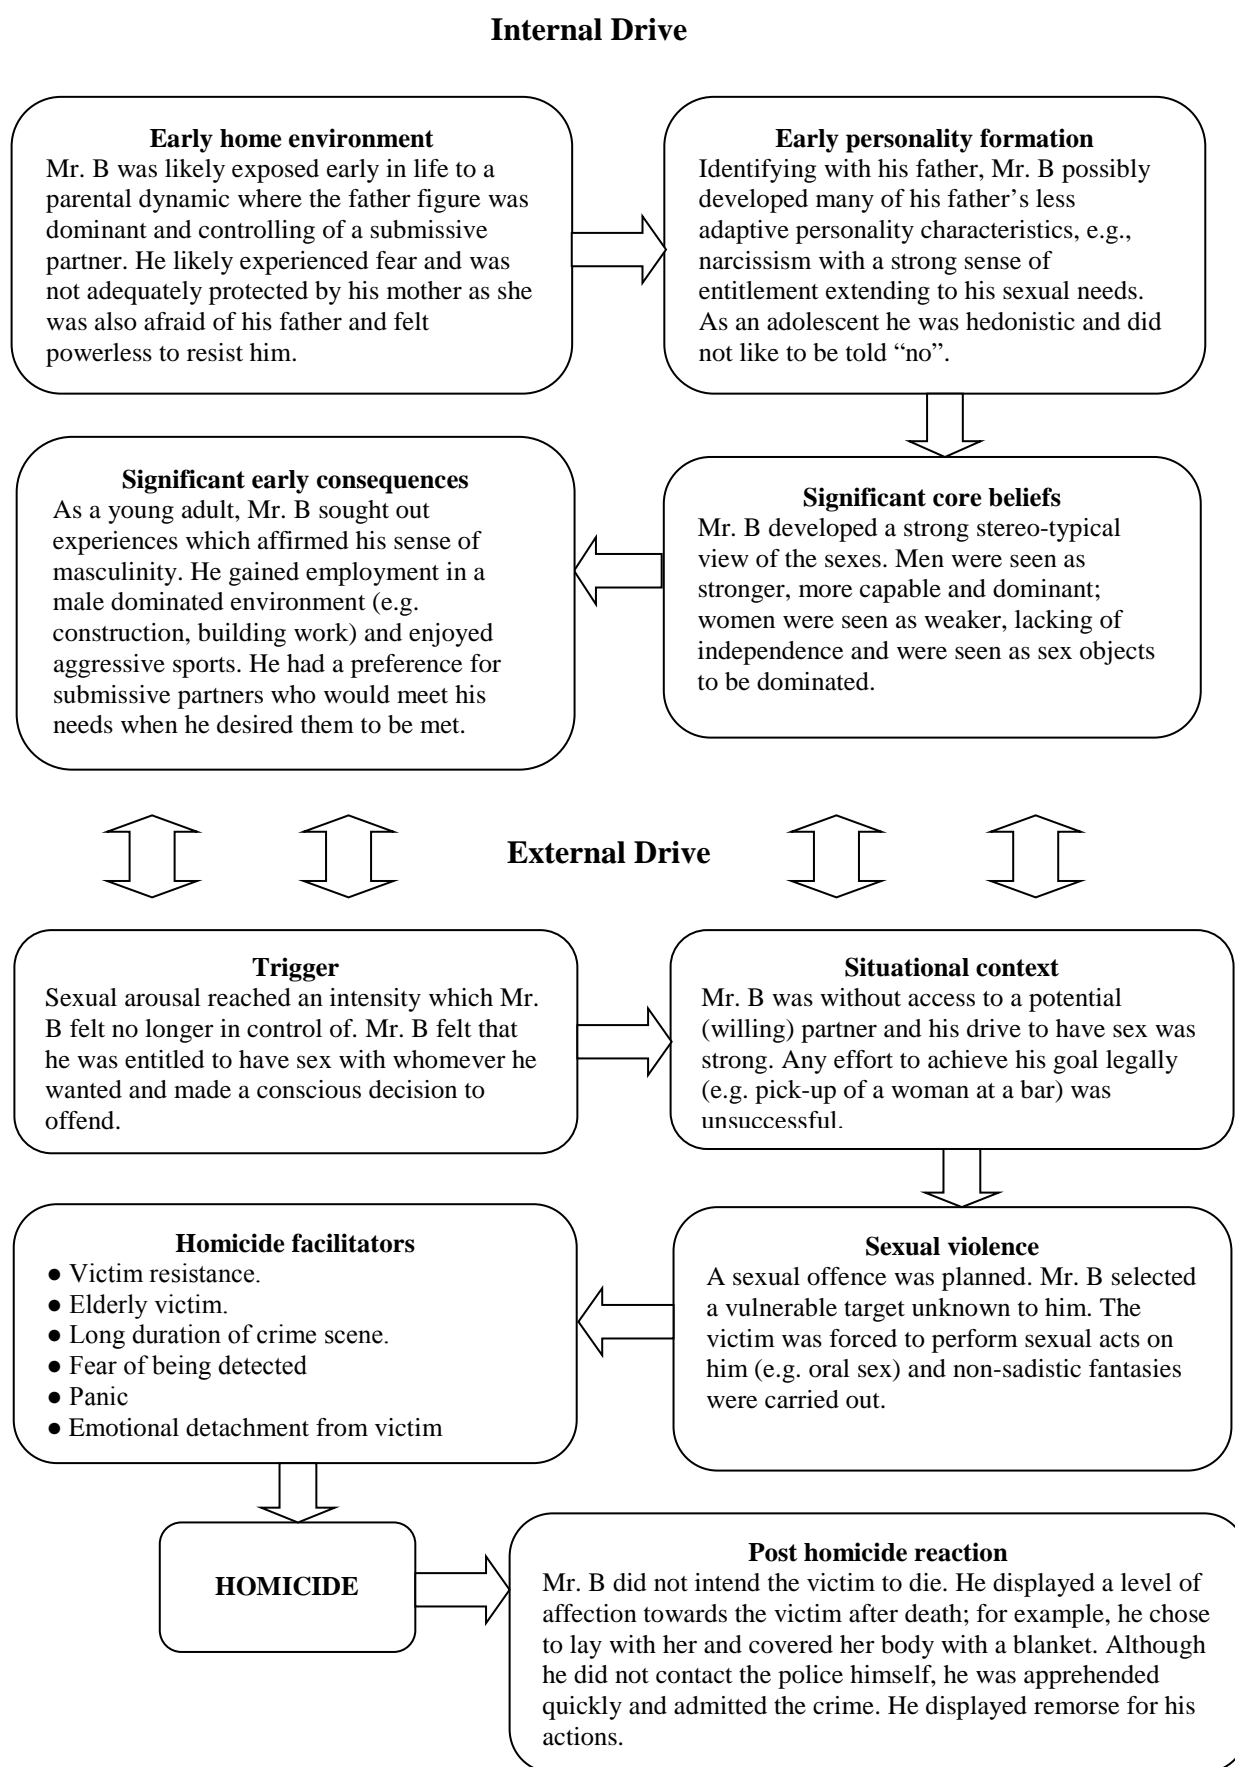 Internal Drive
Early home environment
Mr. B was likely exposed early in life to a
parental dynamic where the father figure was
dominant and controlling of a submissive
partner. He likely experienced fear and was
not adequately protected by his mother as she
was also afraid of his father and felt
powerless to resist him.
Early personality formation
Identifying with his father, Mr. B possibly
developed many of his father’s less
adaptive personality characteristics, e.g.,
narcissism with a strong sense of
entitlement extending to his sexual needs.
As an adolescent he was hedonistic and did
not like to be told “no”.
Significant core beliefs
Mr. B developed a strong stereo-typical
view of the sexes. Men were seen as
stronger, more capable and dominant;
women were seen as weaker, lacking of
independence and were seen as sex objects
to be dominated.
Significant early consequences
As a young adult, Mr. B sought out
experiences which affirmed his sense of
masculinity. He gained employment in a
male dominated environment (e.g.
construction, building work) and enjoyed
aggressive sports. He had a preference for
submissive partners who would meet his
needs when he desired them to be met.
External Drive
Trigger
Sexual arousal reached an intensity which Mr.
B felt no longer in control of. Mr. B felt that
he was entitled to have sex with whomever he
wanted and made a conscious decision to
offend.
Situational context
Mr. B was without access to a potential
(willing) partner and his drive to have sex was
strong. Any effort to achieve his goal legally
(e.g. pick-up of a woman at a bar) was
unsuccessful.
Sexual violence
A sexual offence was planned. Mr. B selected
a vulnerable target unknown to him. The
victim was forced to perform sexual acts on
him (e.g. oral sex) and non-sadistic fantasies
were carried out.
Homicide facilitators
● Victim resistance.
● Elderly victim.
● Long duration of crime scene.
● Fear of being detected
● Panic
● Emotional detachment from victim
HOMICIDE
Post homicide reaction
Mr. B did not intend the victim to die. He displayed a level of
affection towards the victim after death; for example, he chose
to lay with her and covered her body with a blanket. Although
he did not contact the police himself, he was apprehended
quickly and admitted the crime. He displayed remorse for his
actions.